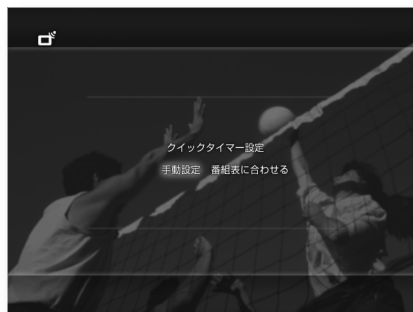 クイックタイマー設定
手動設定 番組表に合わせる